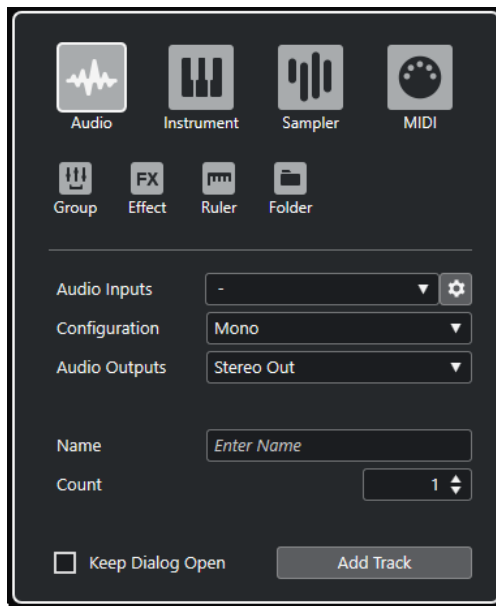 Audio Instrument Sampler MIDI
FX
Group Effect Ruler Folder
Audio Inputs -
Configuration Mono
Audio Outputs Stereo Out
Name Enter Name
Count 1
Keep Dialog Open Add Track